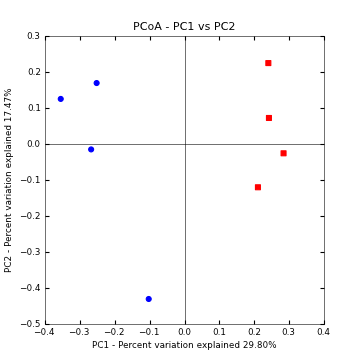 PCoA - PC1 vs PC2
0.3
0.2
0.1
0.0
−0.1
−0.2
−0.3
−0.4
−0.5
PC2 - Percent variation explained 17.47%
−0.4 −0.3 −0.2 −0.1 0.0 0.1 0.2 0.3 0.4
PC1 - Percent variation explained 29.80%